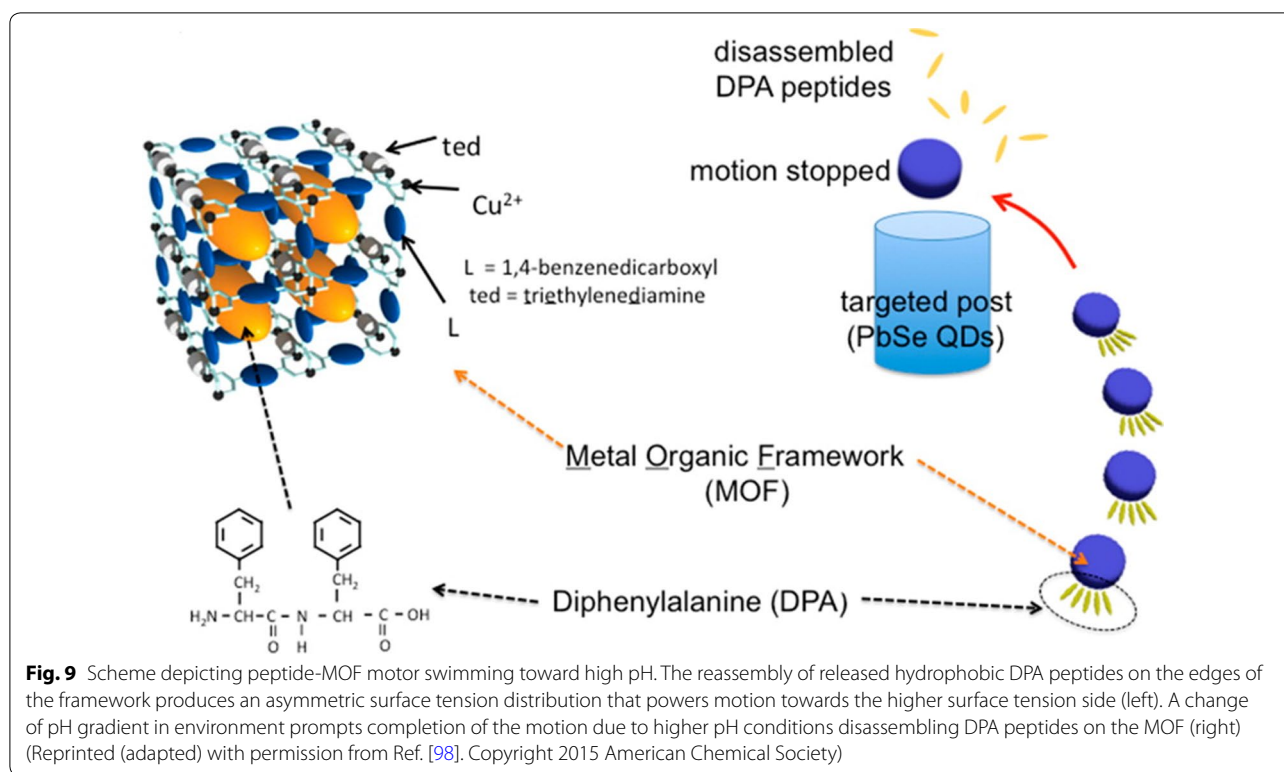 disassembled
DPA peptides
motion stopped
ted
Cu²⁺
L = 1,4-benzenedicarboxyl
ted = triethylenediamine
L
targeted post
(PbSe QDs)
Metal Organic Framework
(MOF)
Diphenylalanine (DPA)
CH₂ CH₂
H₂N – CH – C – N – CH – C – OH
O H O
Fig. 9 Scheme depicting peptide-MOF motor swimming toward high pH. The reassembly of released hydrophobic DPA peptides on the edges of
the framework produces an asymmetric surface tension distribution that powers motion towards the higher surface tension side (left). A change
of pH gradient in environment prompts completion of the motion due to higher pH conditions disassembling DPA peptides on the MOF (right)
(Reprinted (adapted) with permission from Ref. [98]. Copyright 2015 American Chemical Society)